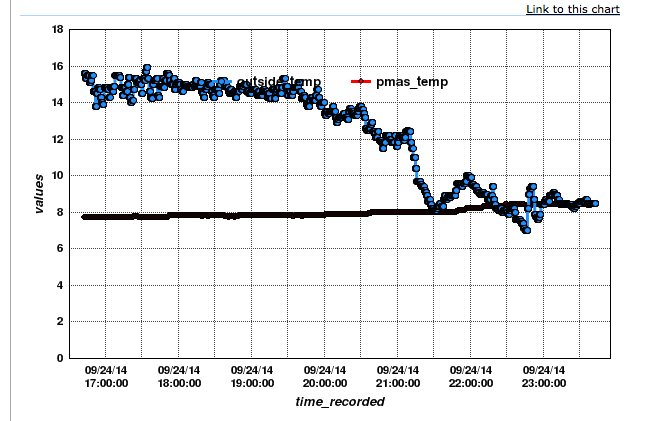 Link to this chart
18
outside_temp pmas_temp
16
14
12
10
8
6
4
2
0
values
09/24/14 09/24/14 09/24/14 09/24/14 09/24/14 09/24/14 09/24/14
17:00:00 18:00:00 19:00:00 20:00:00 21:00:00 22:00:00 23:00:00
time_recorded